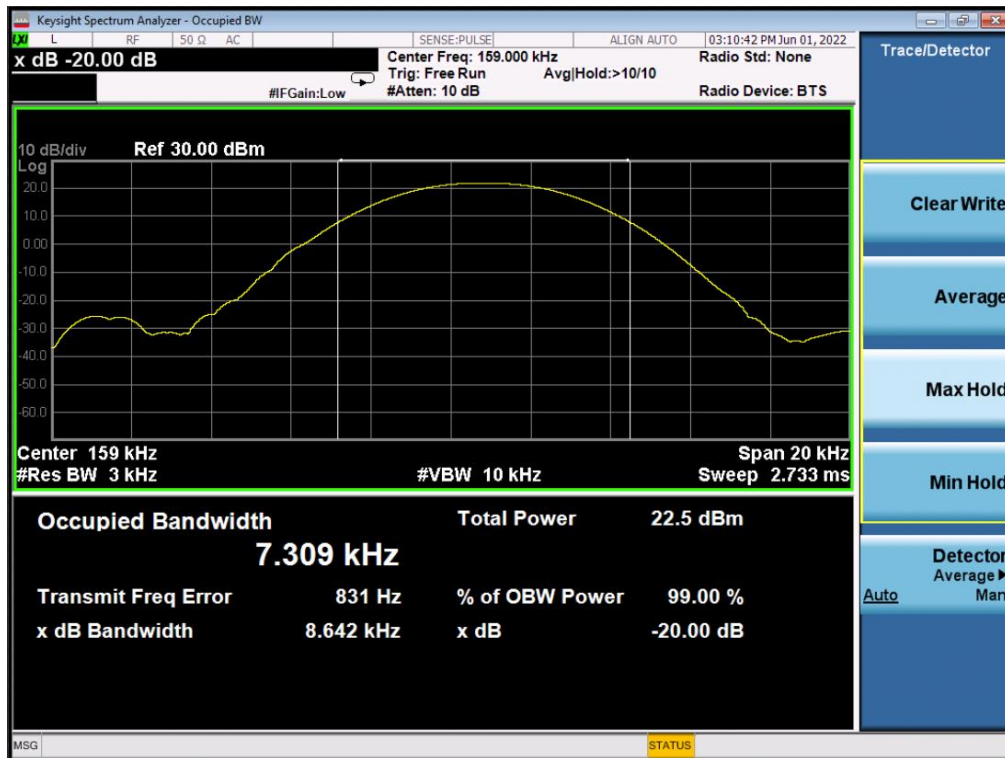 Keysight Spectrum Analyzer - Occupied BW
LXI L RF 50 Ω AC SENSE:PULSE ALIGN AUTO 03:10:42 PM Jun 01, 2022
x dB -20.00 dB
Center Freq: 159.000 kHz
Radio Std: None
Trig: Free Run
Avg|Hold:>10/10
#IFGain:Low
#Atten: 10 dB
Radio Device: BTS
10 dB/div
Ref 30.00 dBm
Log
20.0
10.0
0.00
-10.0
-20.0
-30.0
-40.0
-50.0
-60.0
Center 159 kHz
Span 20 kHz
#Res BW 3 kHz
#VBW 10 kHz
Sweep 2.733 ms
Occupied Bandwidth
7.309 kHz
Total Power 22.5 dBm
Transmit Freq Error 831 Hz
% of OBW Power 99.00 %
x dB Bandwidth 8.642 kHz
x dB -20.00 dB
Trace/Detector
Clear Write
Average
Max Hold
Min Hold
Detector
Average
Auto Man
MSG
STATUS